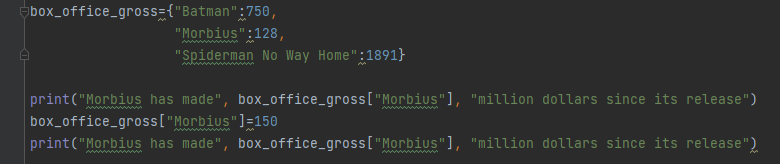 box_office_gross={"Batman":750,
"Morbius":128,
"Spiderman No Way Home":1891}
print("Morbius has made", box_office_gross["Morbius"], "million dollars since its release")
box_office_gross["Morbius"]=150
print("Morbius has made", box_office_gross["Morbius"], "million dollars since its release")